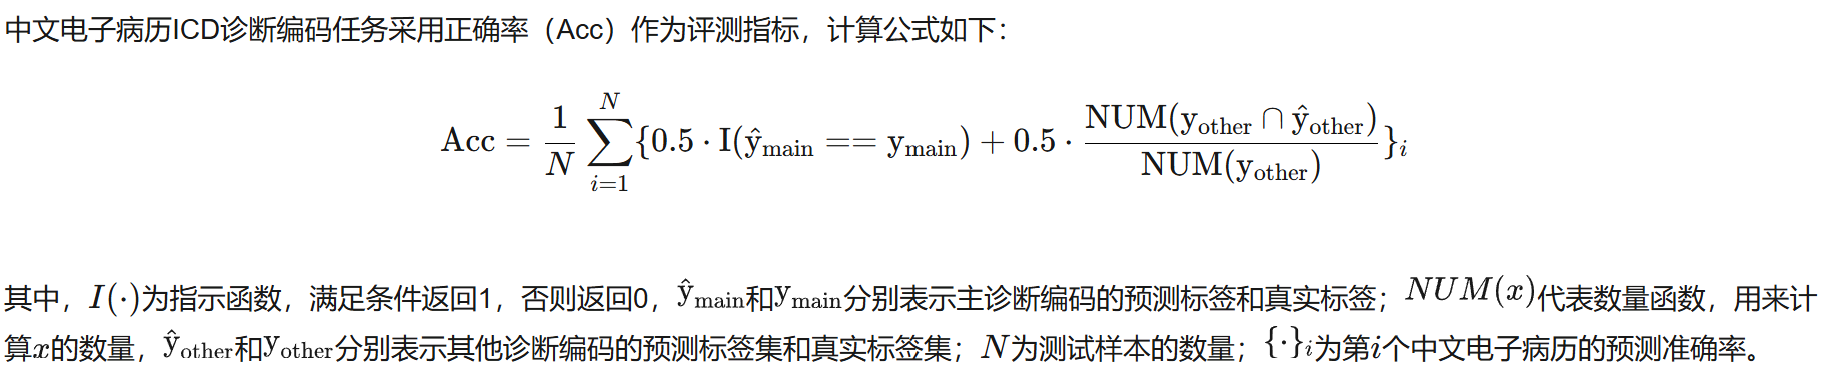 中文电子病历ICD诊断编码任务采用正确率（Acc）作为评测指标，计算公式如下：
$$\mathrm{Acc} = \frac{1}{N} \sum_{i=1}^{N} \{0.5 \cdot \mathrm{I}(\hat{\mathrm{y}}_{\mathrm{main}} == \mathrm{y}_{\mathrm{main}}) + 0.5 \cdot \frac{\mathrm{NUM}(\mathrm{y}_{\mathrm{other}} \cap \hat{\mathrm{y}}_{\mathrm{other}})}{\mathrm{NUM}(\mathrm{y}_{\mathrm{other}})}\}_i$$
其中，$I(\cdot)$为指示函数，满足条件返回1，否则返回0，$\hat{\mathrm{y}}_{\mathrm{main}}$和$\mathrm{y}_{\mathrm{main}}$分别表示主诊断编码的预测标签和真实标签；$NUM(x)$代表数量函数，用来计
算$x$的数量，$\hat{\mathrm{y}}_{\mathrm{other}}$和$\mathrm{y}_{\mathrm{other}}$分别表示其他诊断编码的预测标签集和真实标签集；$N$为测试样本的数量；$\{\cdot\}_i$为第$i$个中文电子病历的预测准确率。